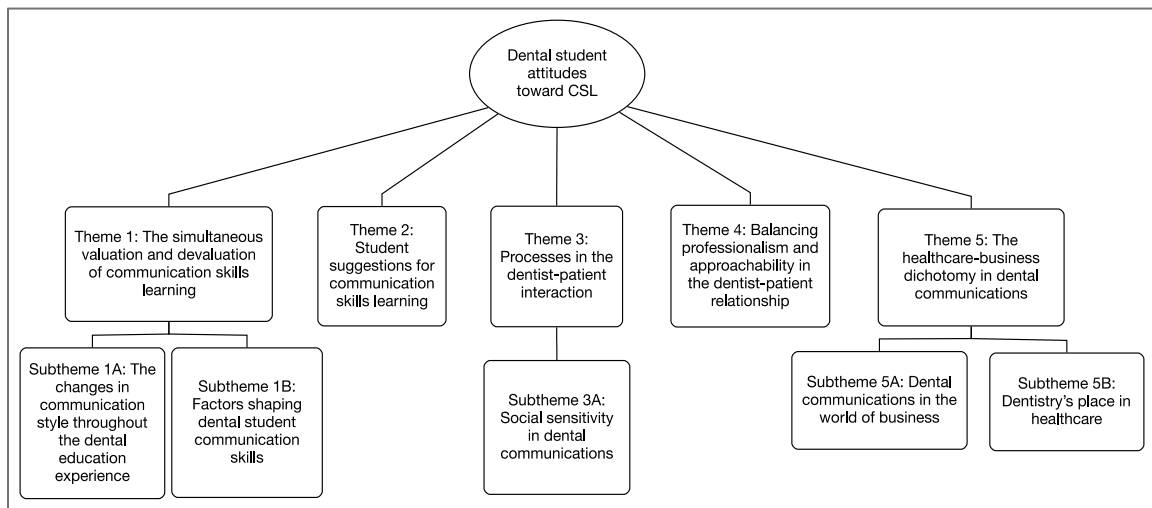 Dental student
attitudes
toward CSL
Theme 1: The simultaneous
valuation and devaluation
of communication skills
learning
Theme 2:
Student
suggestions for
communication
skills learning
Theme 3:
Processes in the
dentist-patient
interaction
Theme 4: Balancing
professionalism and
approachability in
the dentist-patient
relationship
Theme 5: The
healthcare-business
dichotomy in dental
communications
Subtheme 1A: The
changes in
communication
style throughout
the dental
education
experience
Subtheme 1B:
Factors shaping
dental student
communication
skills
Subtheme 3A:
Social sensitivity
in dental
communications
Subtheme 5A: Dental
communications in the
world of business
Subtheme 5B:
Dentistry’s place in
healthcare